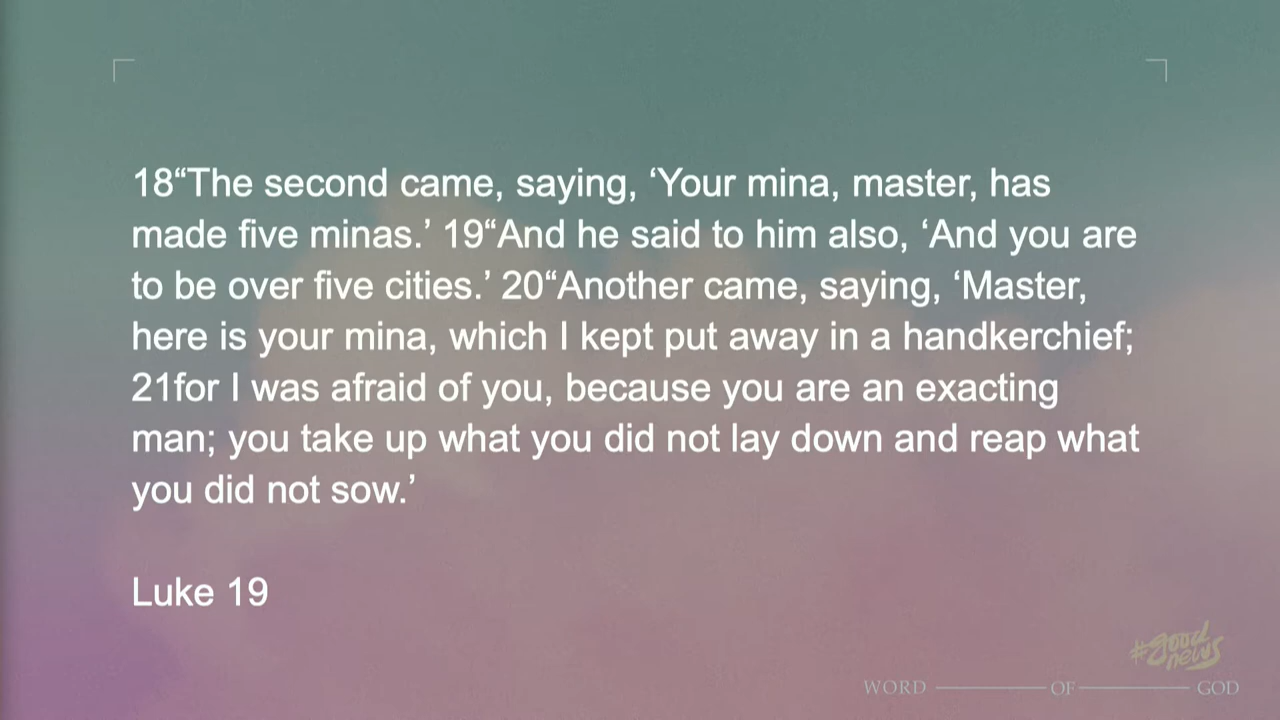 18“The second came, saying, ‘Your mina, master, has
made five minas.’ 19“And he said to him also, ‘And you are
to be over five cities.’ 20“Another came, saying, ‘Master,
here is your mina, which I kept put away in a handkerchief;
21for I was afraid of you, because you are an exacting
man; you take up what you did not lay down and reap what
you did not sow.’
Luke 19
#good
news
WORD OF GOD